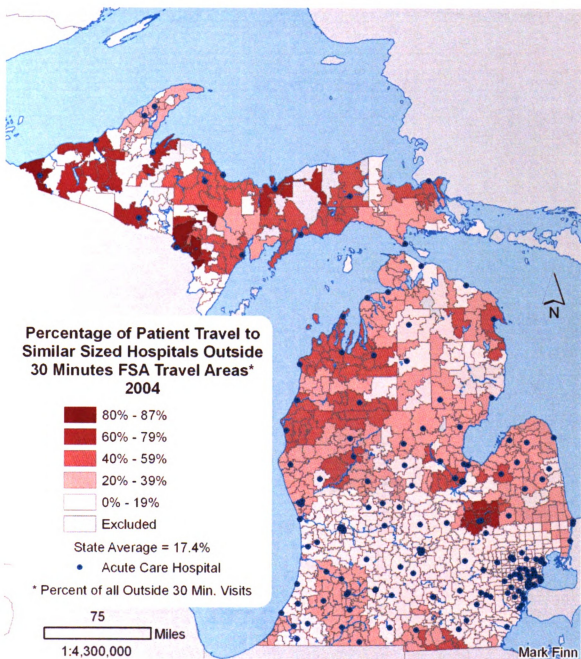 N
Percentage of Patient Travel to
Similar Sized Hospitals Outside
30 Minutes FSA Travel Areas*
2004
80% - 87%
60% - 79%
40% - 59%
20% - 39%
0% - 19%
Excluded
State Average = 17.4%
Acute Care Hospital
* Percent of all Outside 30 Min. Visits
75
Miles
1:4,300,000
Mark Finn